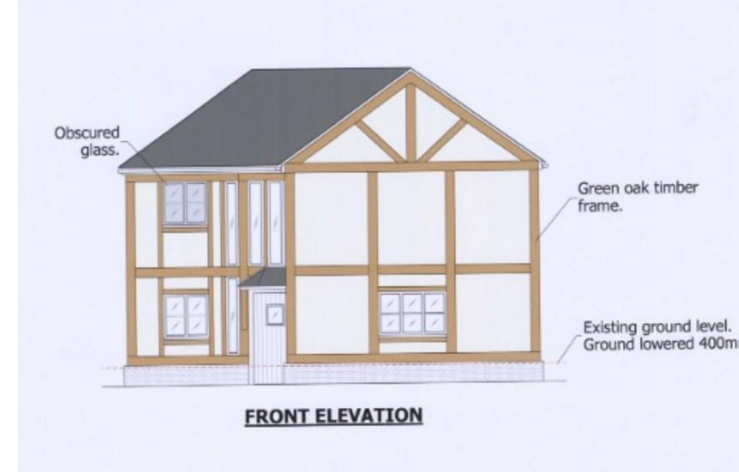 Obscured
glass.
Green oak timber
frame.
Existing ground level.
Ground lowered 400m
FRONT ELEVATION